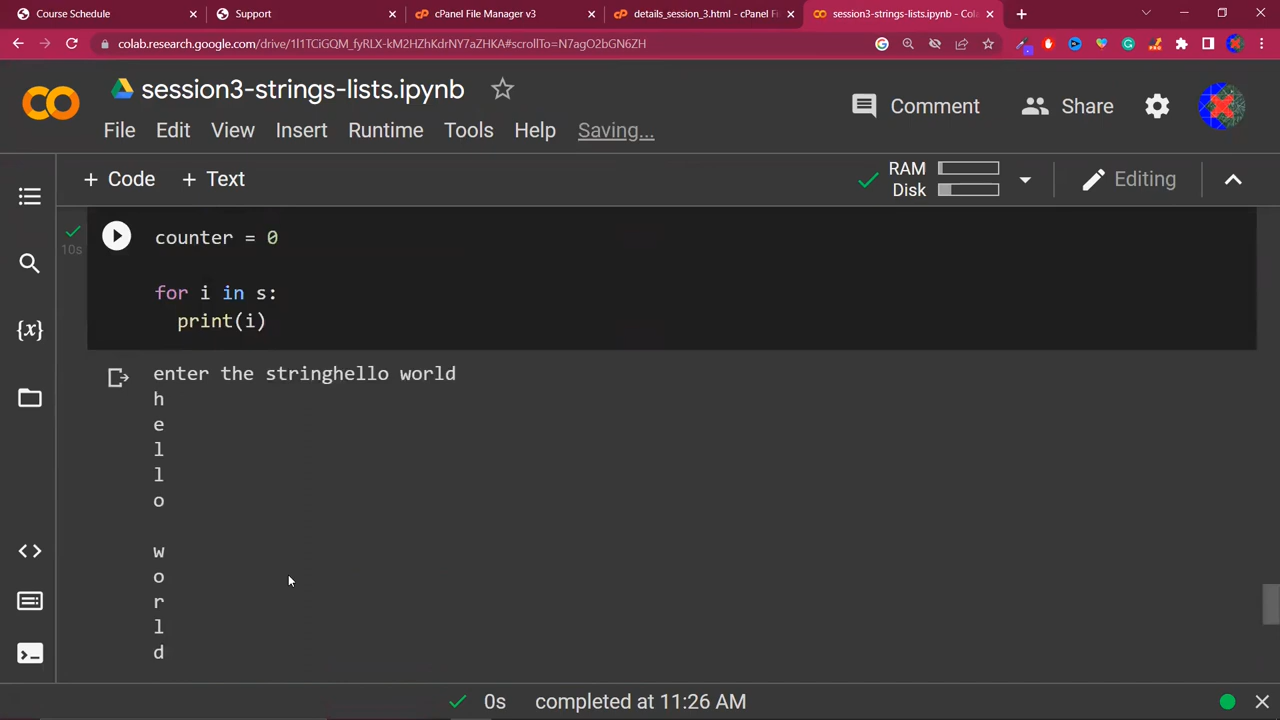 Course Schedule
Support
cPanel File Manager v3
details_session_3.html - cPanel Fi
session3-strings-lists.ipynb - Cola
colab.research.google.com/drive/1l1TCiGQM_fyRLX-kM2HZhKdrNY7aZHKA#scrollTo=N7agO2bGN6ZH
session3-strings-lists.ipynb
Comment
Share
File Edit View Insert Runtime Tools Help Saving...
+ Code + Text
RAM
Disk
Editing
10s
counter = 0
for i in s:
print(i)
enter the stringhello world
h
e
l
l
o
w
o
r
l
d
0s completed at 11:26 AM